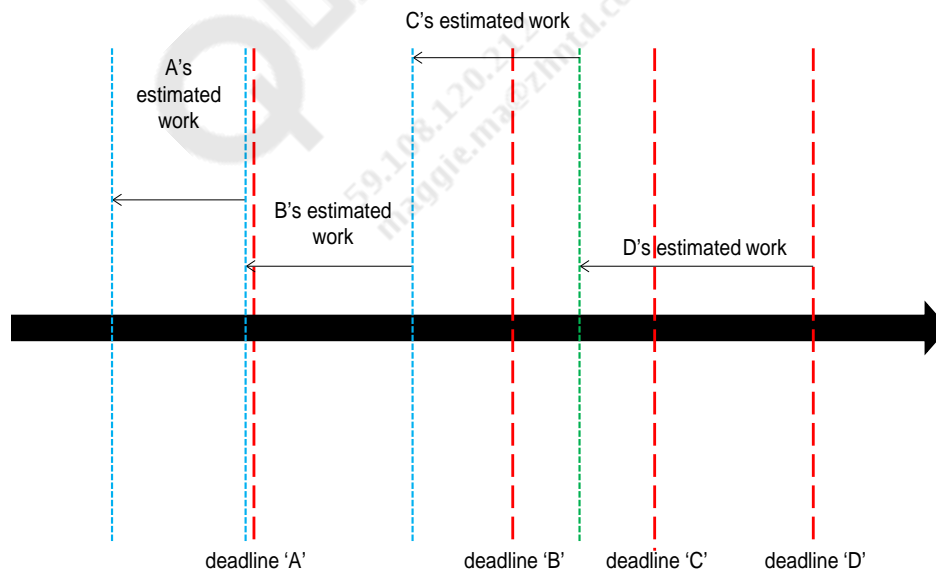 C's estimated work
A's
estimated
work
B's estimated
work
D's estimated work
deadline 'A'
deadline ‘B’
deadline ‘C’
deadline ‘D’